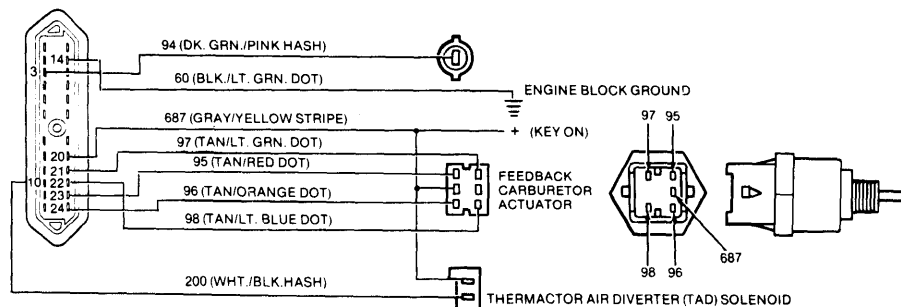 94 (DK. GRN./PINK HASH)
14
3
60 (BLK./LT. GRN. DOT)
ENGINE BLOCK GROUND
687 (GRAY/YELLOW STRIPE)
+ (KEY ON)
97 95
97 (TAN/LT. GRN. DOT)
20
95 (TAN/RED DOT)
21
10 22
23
24
96 (TAN/ORANGE DOT)
FEEDBACK
CARBURETOR
ACTUATOR
98 (TAN/LT. BLUE DOT)
687
98 96
200 (WHT./BLK.HASH)
THERMACTOR AIR DIVERTER (TAD) SOLENOID